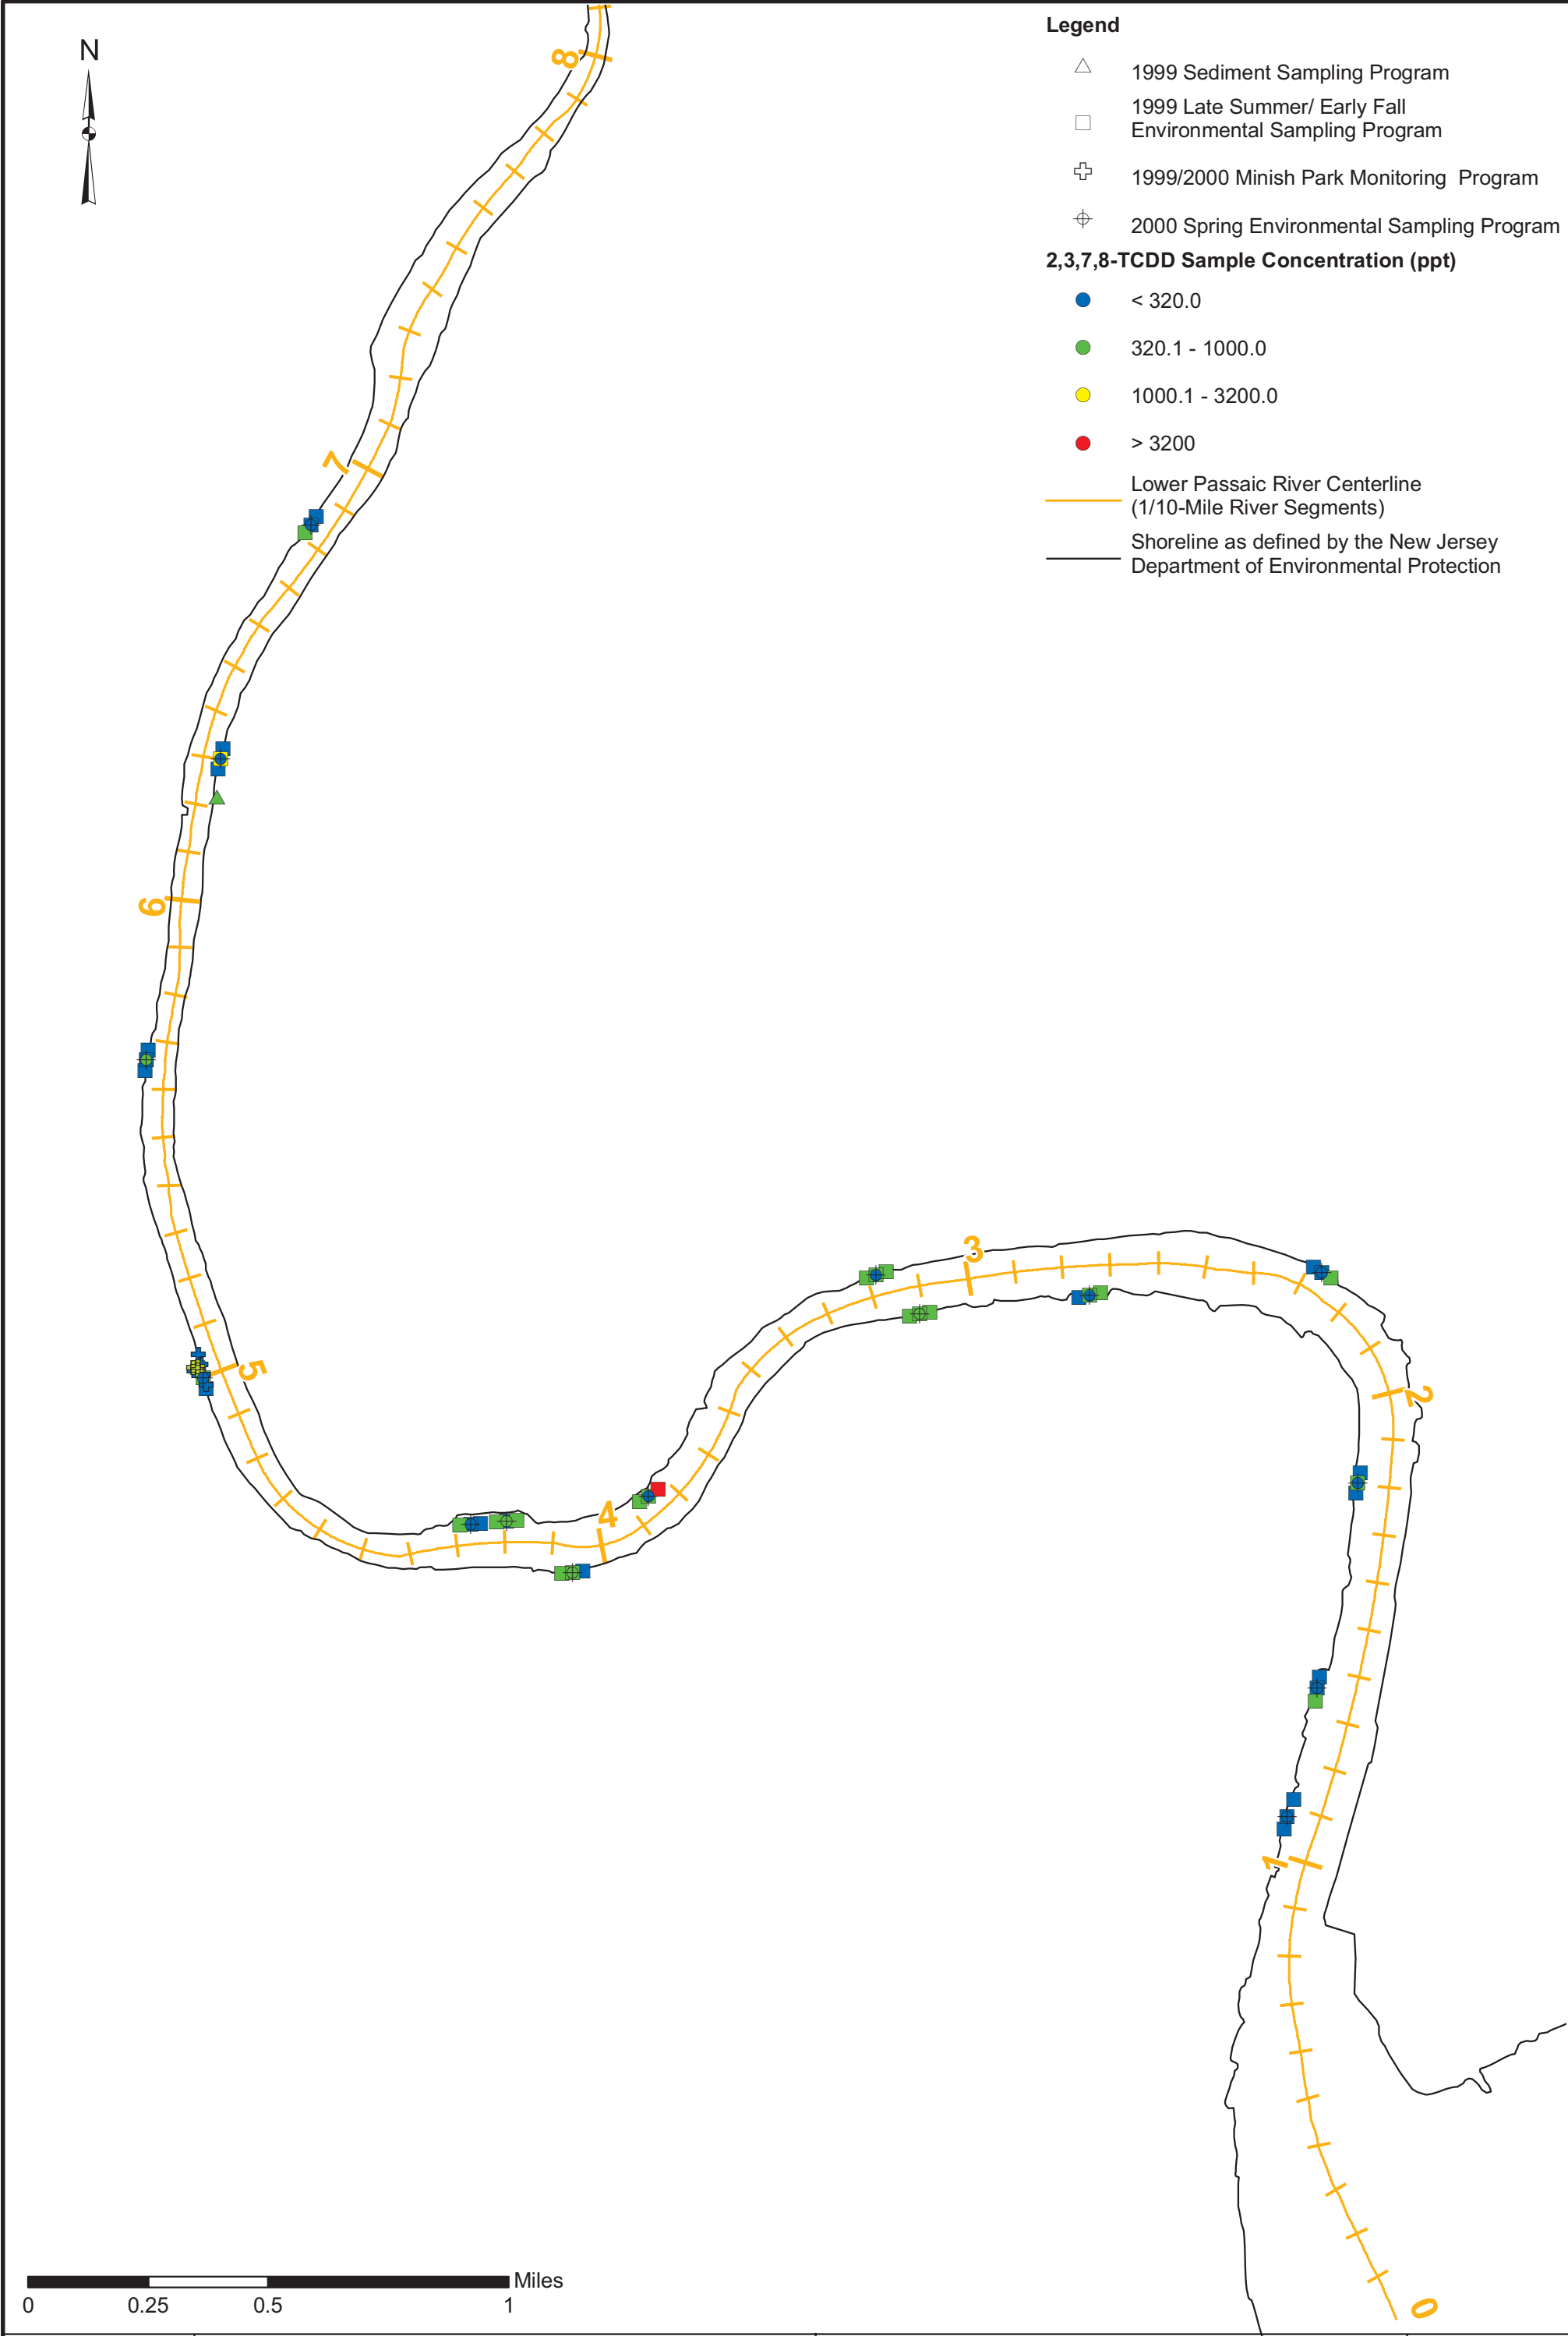 N
Legend
1999 Sediment Sampling Program
1999 Late Summer/ Early Fall
Environmental Sampling Program
1999/2000 Minish Park Monitoring Program
2000 Spring Environmental Sampling Program
2,3,7,8-TCDD Sample Concentration (ppt)
< 320.0
320.1 - 1000.0
1000.1 - 3200.0
> 3200
Lower Passaic River Centerline
(1/10-Mile River Segments)
Shoreline as defined by the New Jersey
Department of Environmental Protection
8
7
6
5
4
3
2
1
0
Miles
0 0.25 0.5 1